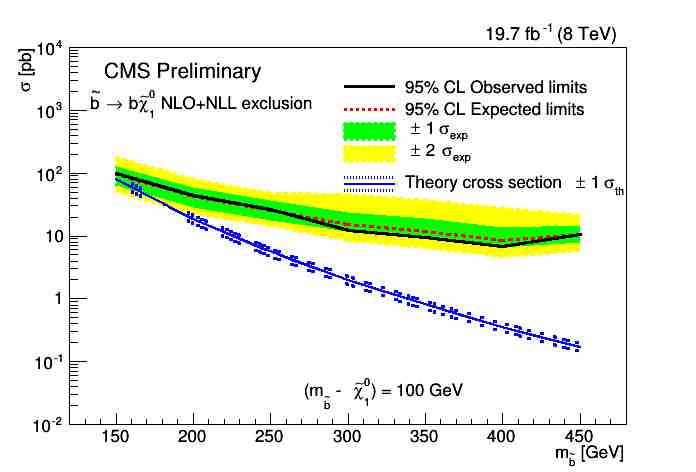 19.7 fb⁻¹ (8 TeV)
σ [pb]
10⁴
10³
10²
10
1
10⁻¹
10⁻²
CMS Preliminary
b̃ → bχ̃⁰₁ NLO+NLL exclusion
95% CL Observed limits
95% CL Expected limits
± 1 σexp
± 2 σexp
Theory cross section ± 1 σth
(m b̃ - χ̃⁰₁) = 100 GeV
150 200 250 300 350 400 450
m b̃ [GeV]